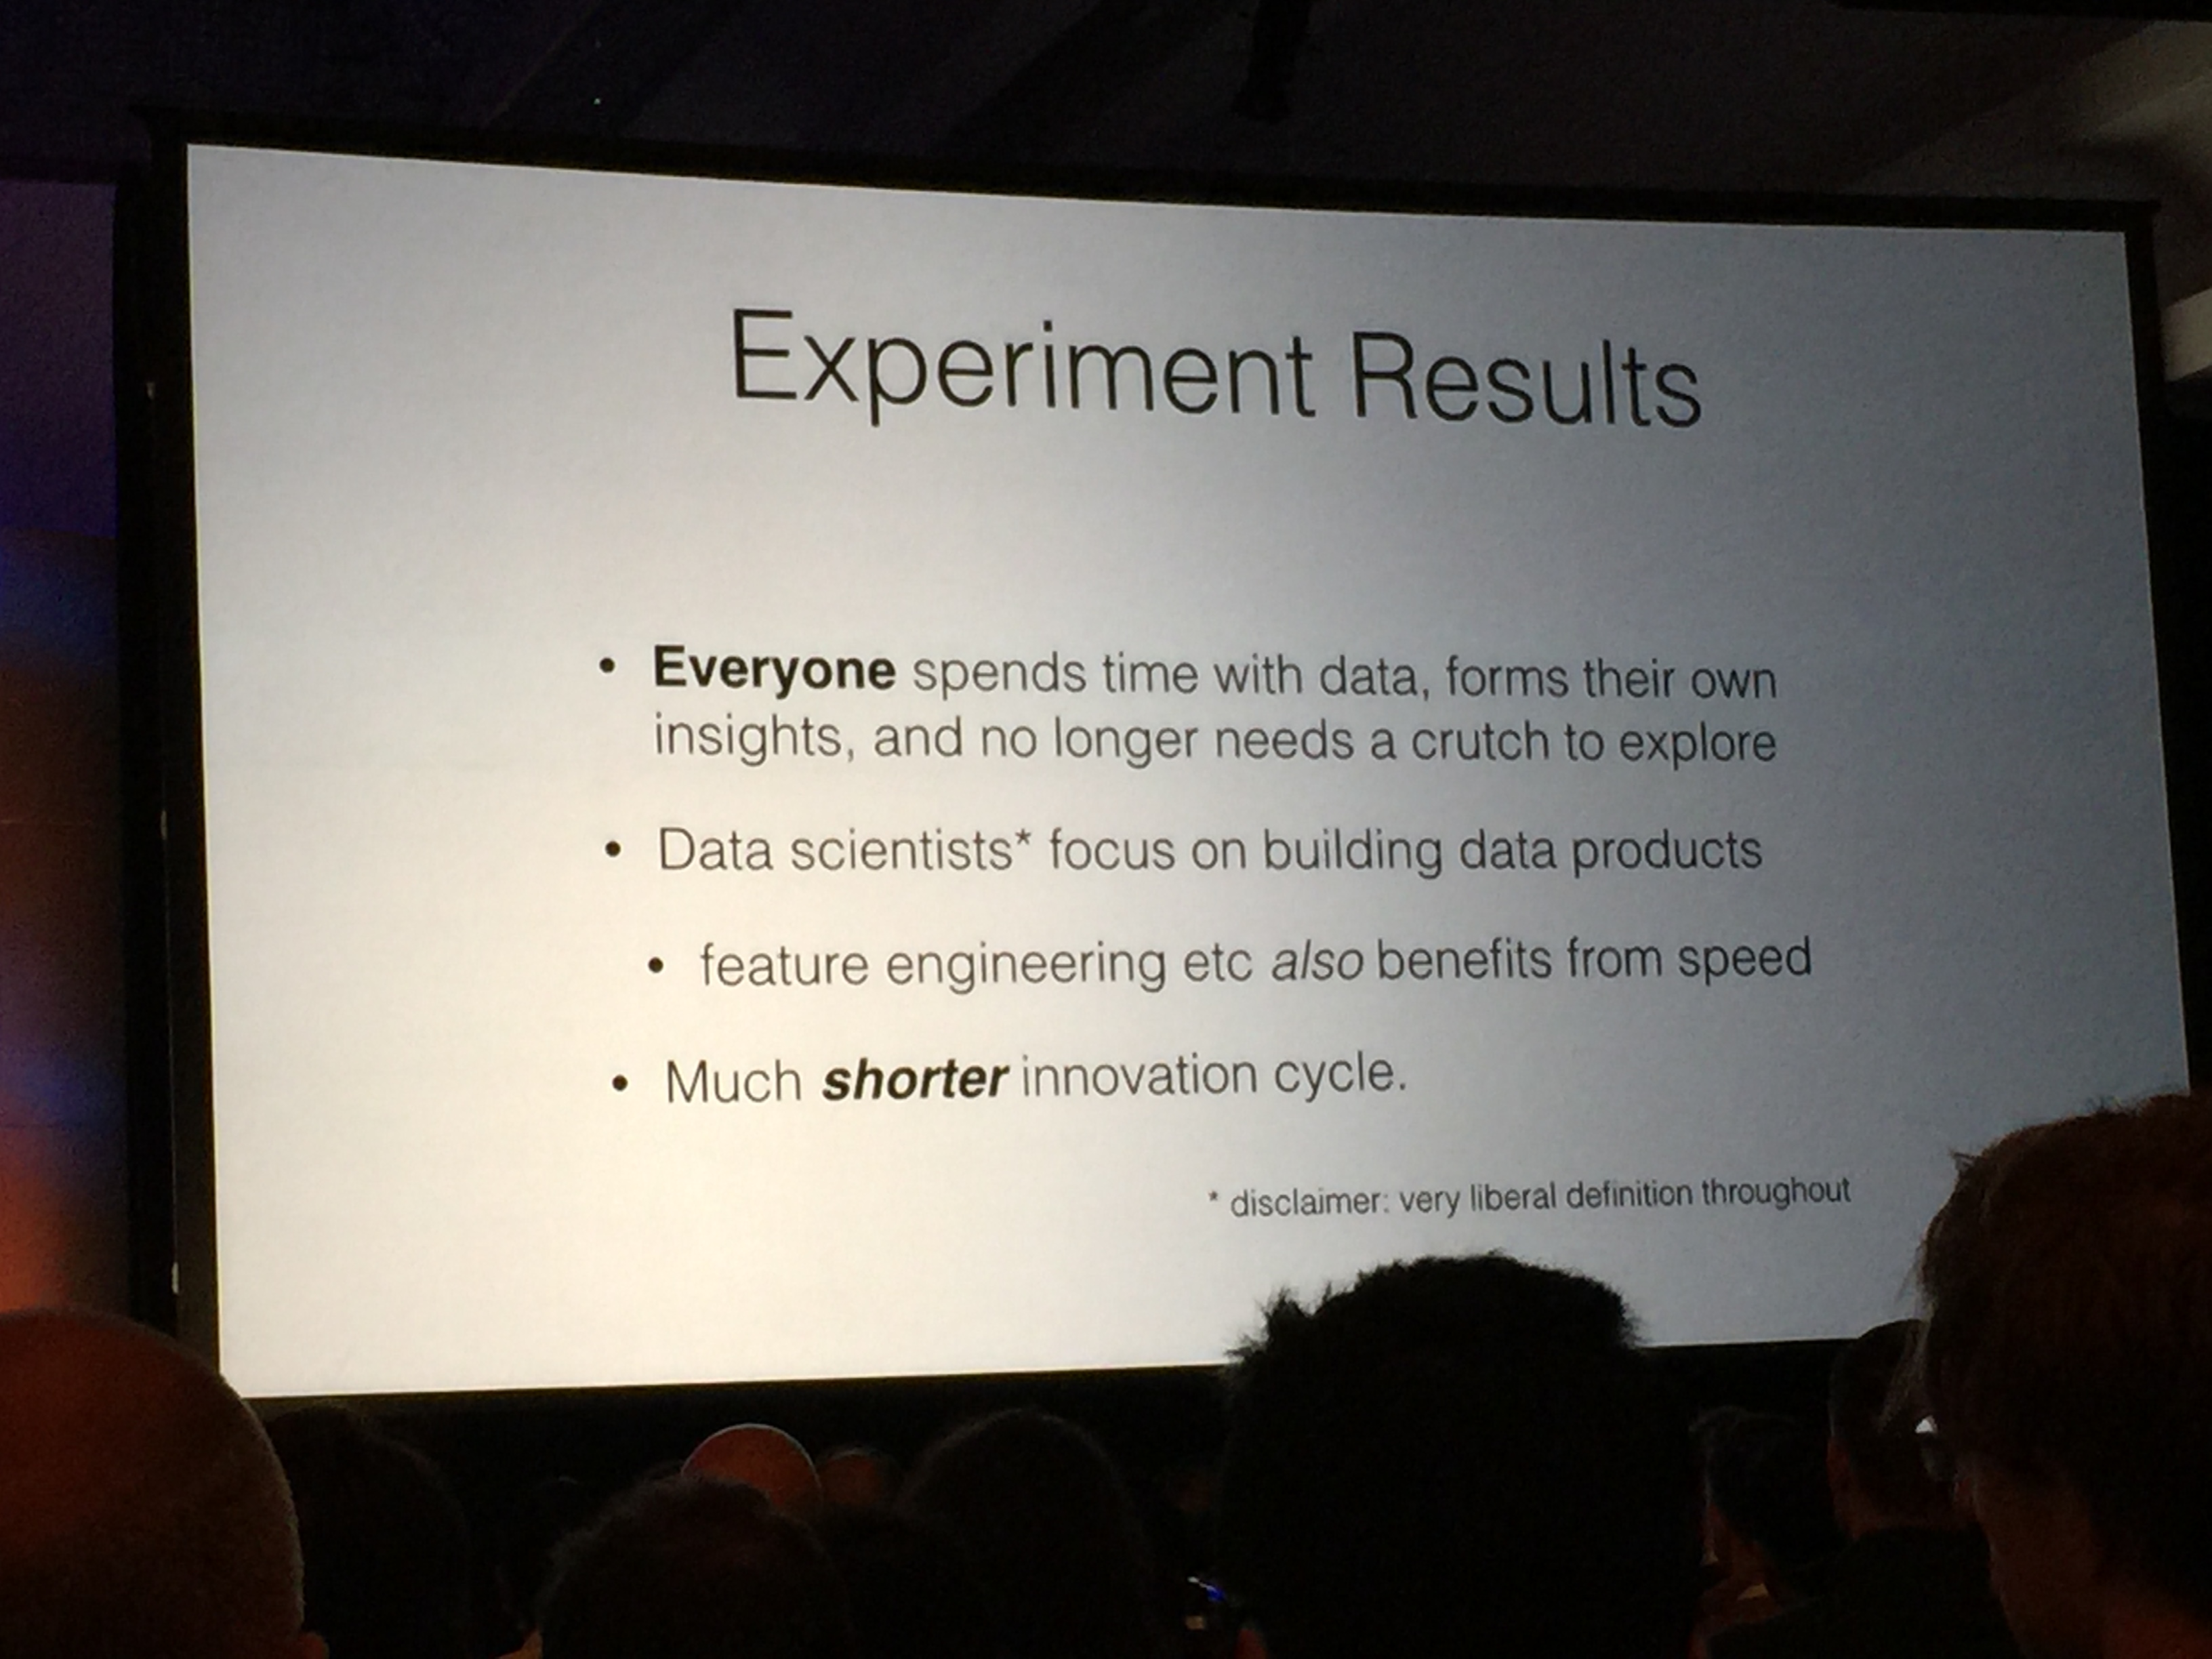 Experiment Results
• Everyone spends time with data, forms their own
insights, and no longer needs a crutch to explore
• Data scientists* focus on building data products
• feature engineering etc also benefits from speed
• Much shorter innovation cycle.
* disclaimer: very liberal definition throughout